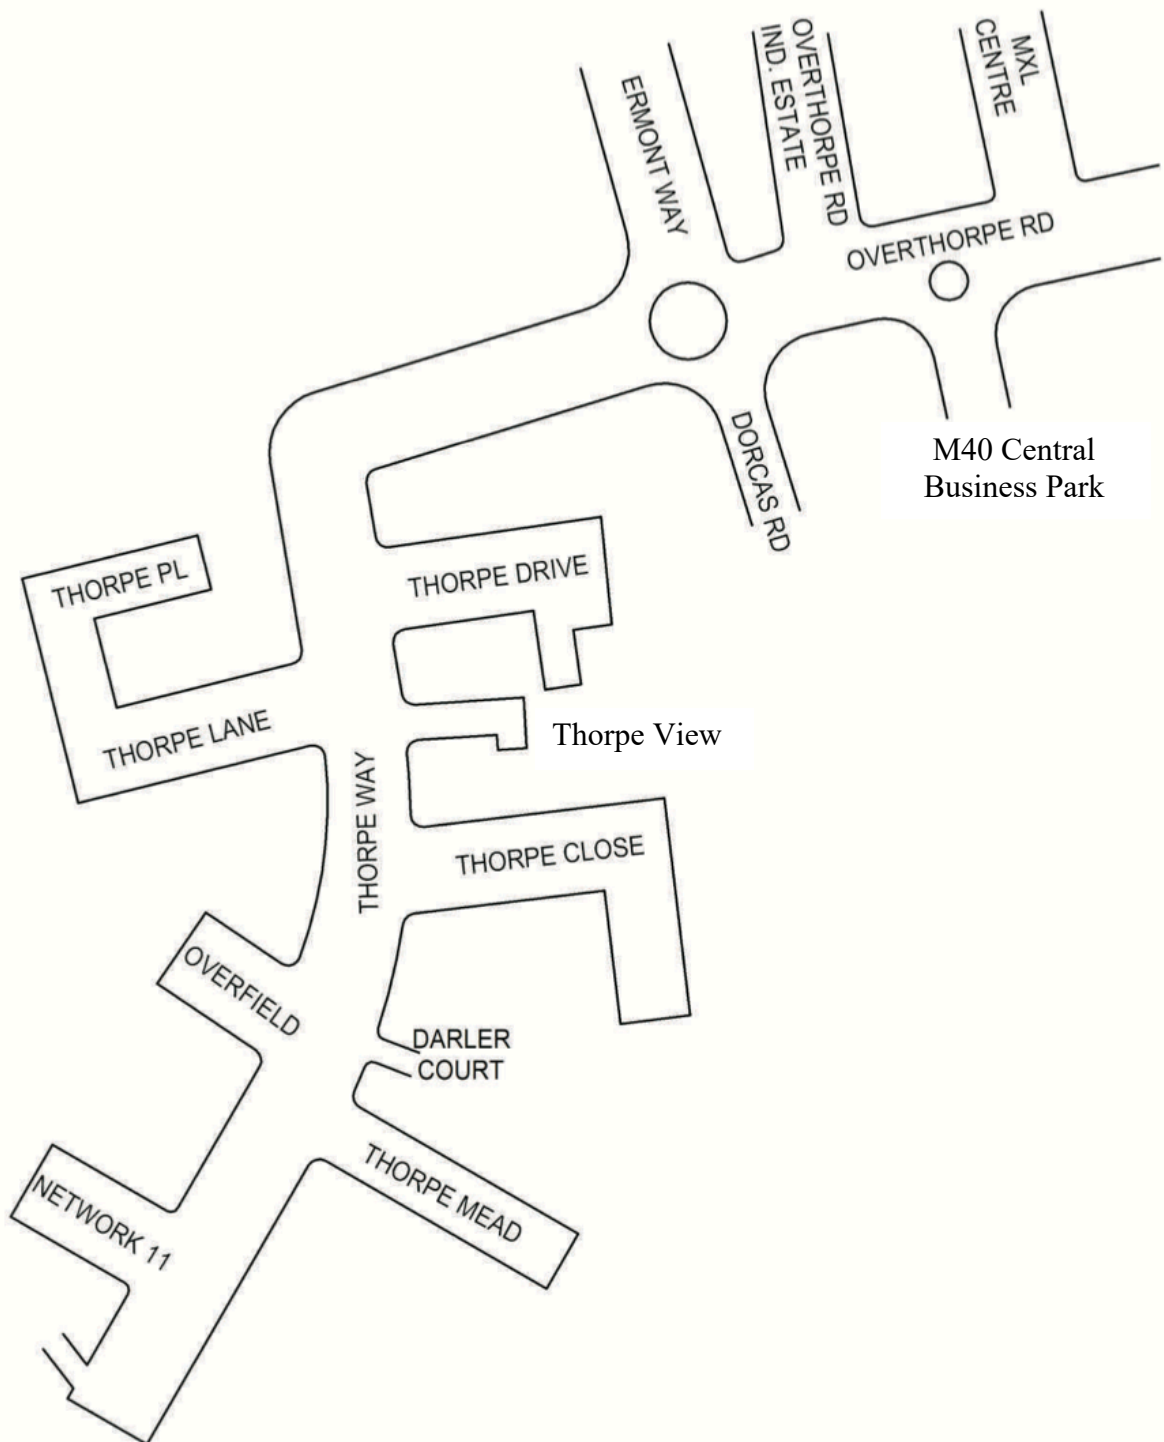 ERMONT WAY
OVERTHORPE RD
IND. ESTATE
MXL
CENTRE
OVERTHORPE RD
DORCAS RD
M40 Central
Business Park
THORPE PL
THORPE DRIVE
THORPE LANE
Thorpe View
THORPE WAY
THORPE CLOSE
OVERFIELD
DARLER
COURT
THORPE MEAD
NETWORK 11